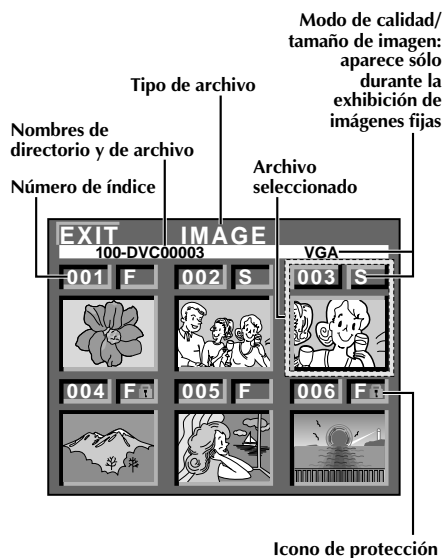 Modo de calidad/
tamaño de imagen:
aparece sólo
durante la
exhibición de
imágenes fijas
Tipo de archivo
Nombres de
directorio y de archivo
Archivo
seleccionado
Número de índice
EXIT IMAGE
100-DVC00003 VGA
001 F 002 S 003 S
004 F 005 F 006 F
Icono de protección